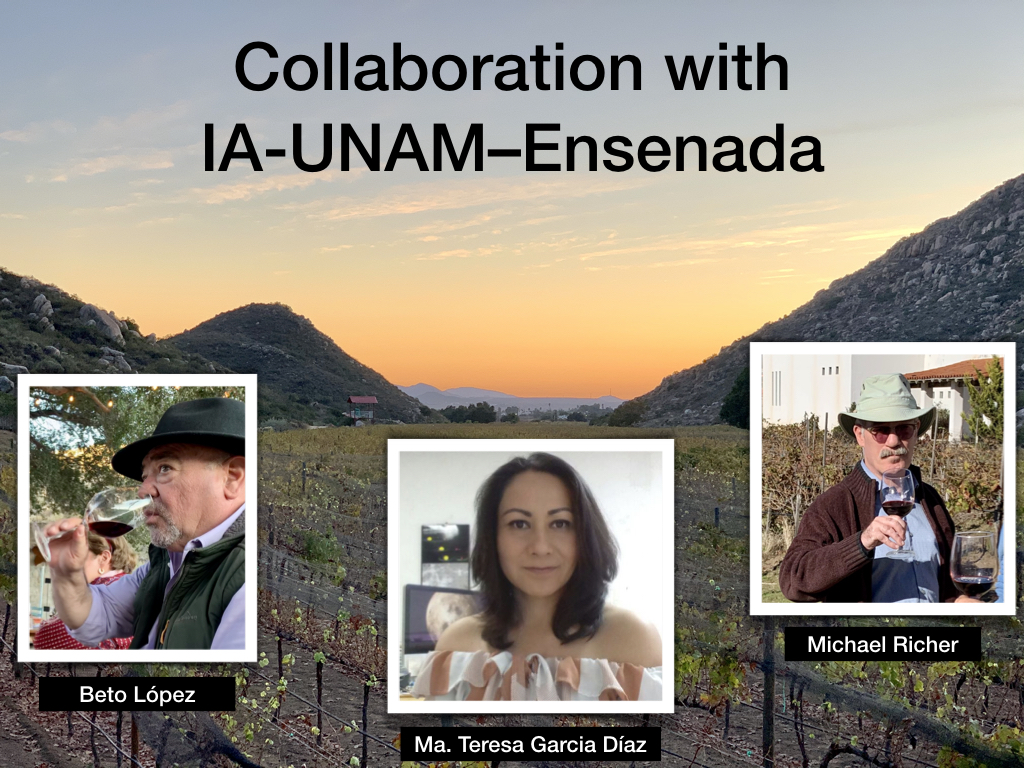 Collaboration with
IA-UNAM–Ensenada
Beto López
Ma. Teresa Garcia Díaz
Michael Richer